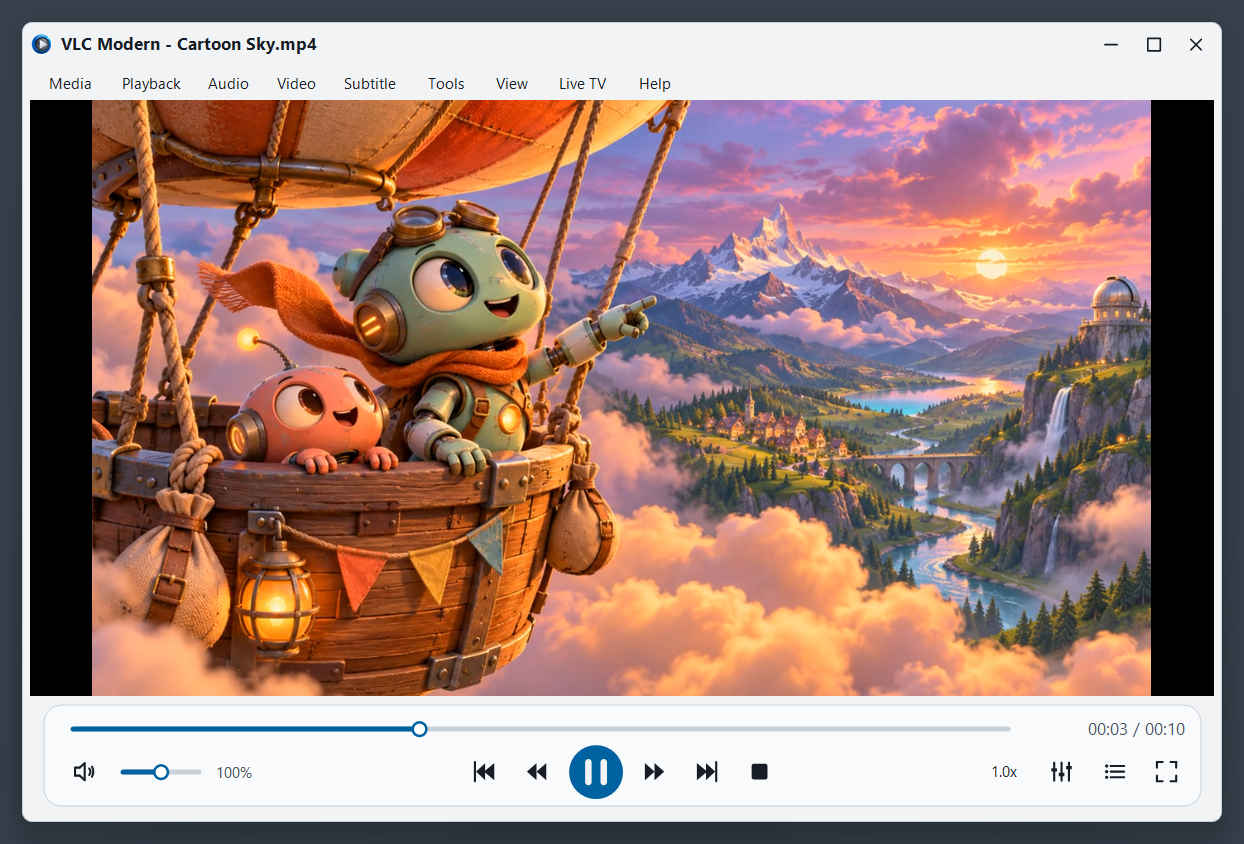 VLC Modern - Cartoon Sky.mp4
Media Playback Audio Video Subtitle Tools View Live TV Help
00:03 / 00:10
100%
1.0x